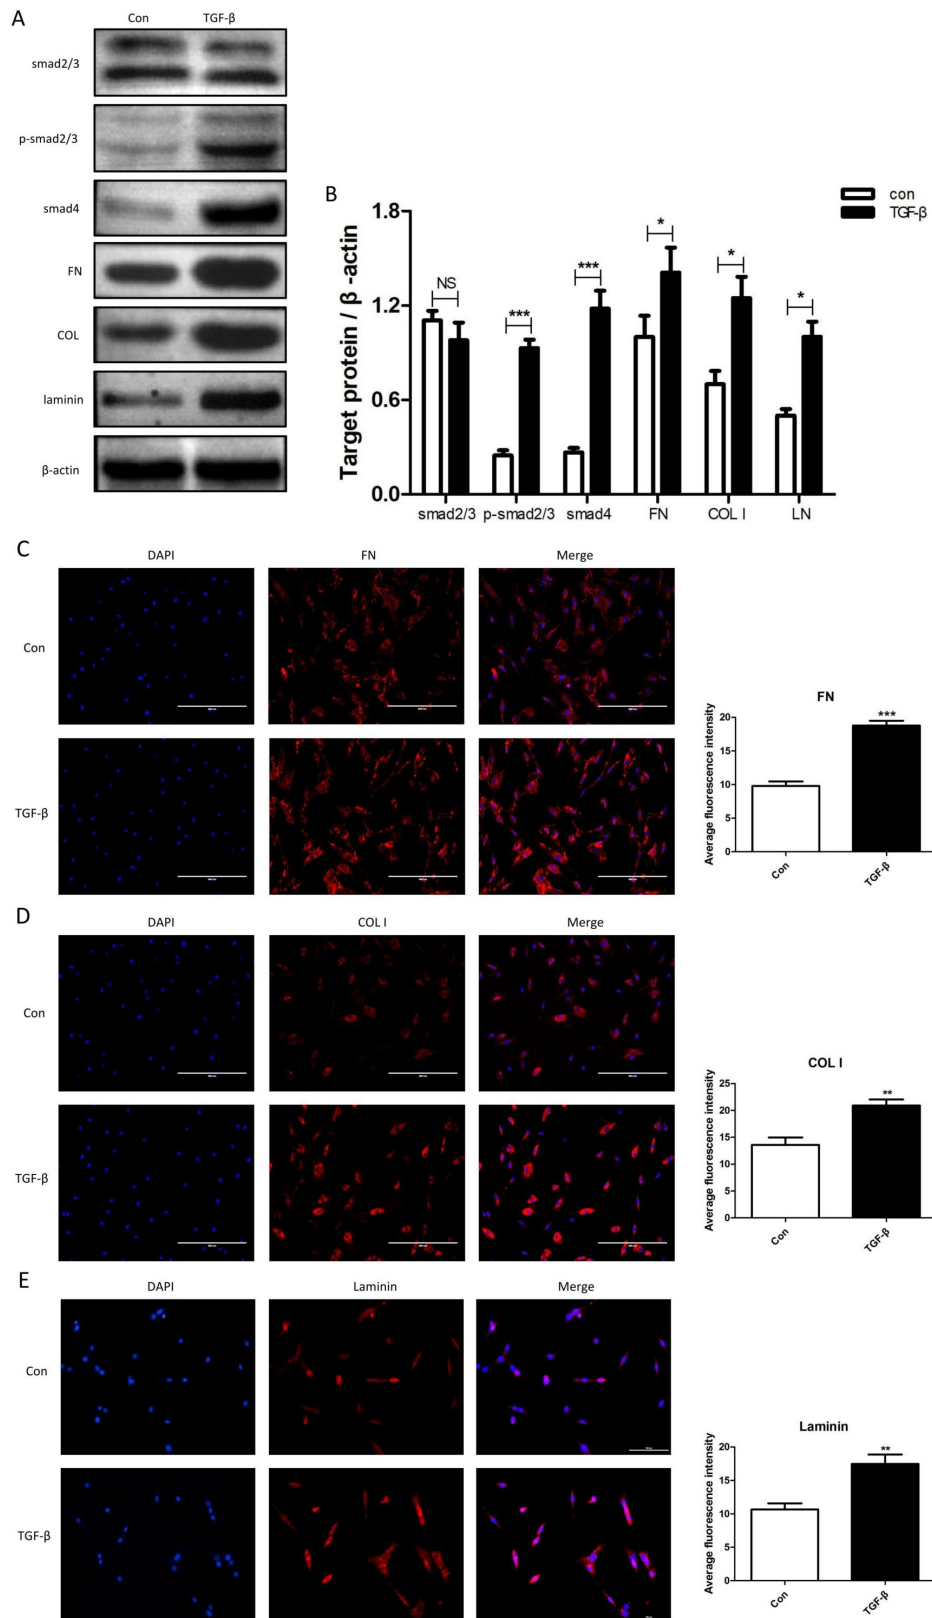 A
Con TGF-β
smad2/3
p-smad2/3
smad4
FN
COL
laminin
β-actin
B
con
TGF-β
Target protein / β -actin
1.8
1.2
0.6
0.0
NS
***
***
*
*
*
smad2/3 p-smad2/3 smad4 FN COL I LN
C
DAPI FN Merge
Con
TGF-β
FN
Average fluorescence intensity
20
15
10
5
0
***
Con TGF-β
D
DAPI COL I Merge
Con
TGF-β
COL I
Average fluorescence intensity
25
20
15
10
5
0
**
Con TGF-β
E
DAPI Laminin Merge
Con
TGF-β
Laminin
Average fluorescence intensity
20
15
10
5
0
**
Con TGF-β